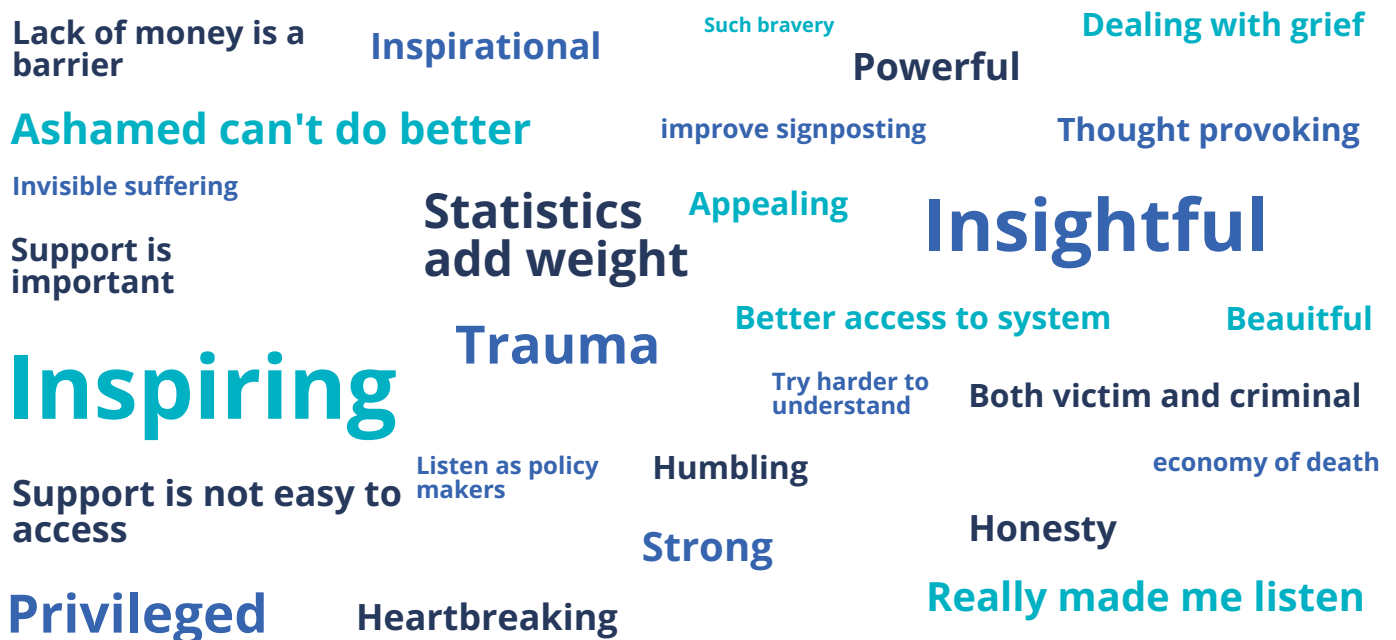 Lack of money is a
barrier
Inspirational
Such bravery
Powerful
Dealing with grief
Ashamed can't do better
improve signposting
Thought provoking
Invisible suffering
Statistics
add weight
Appealing
Insightful
Support is
important
Better access to system
Beauitful
Trauma
Inspiring
Try harder to
understand
Both victim and criminal
Listen as policy
makers
Humbling
economy of death
Support is not easy to
access
Strong
Honesty
Privileged
Heartbreaking
Really made me listen